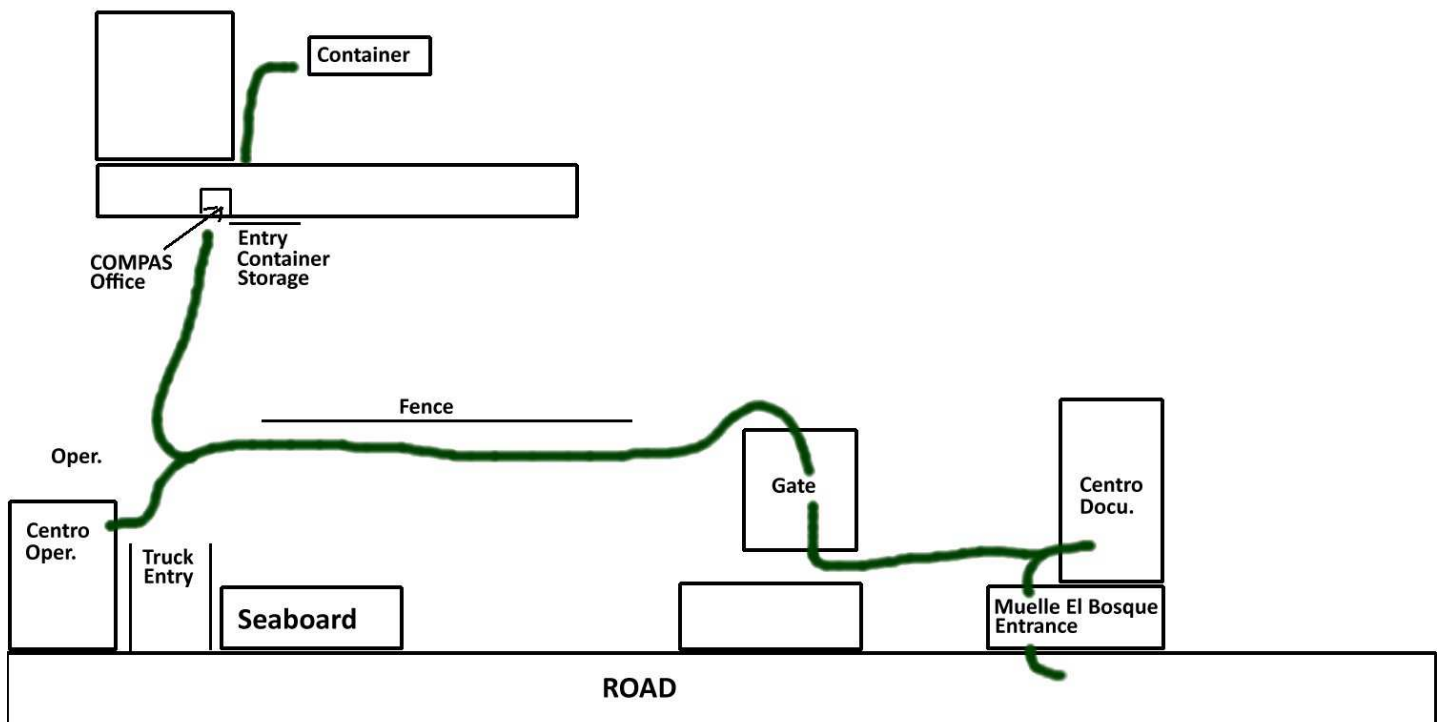 Container
COMPAS
Office
Entry
Container
Storage
Fence
Oper.
Gate
Centro
Docu.
Centro
Oper.
Truck
Entry
Seaboard
Muelle El Bosque
Entrance
ROAD